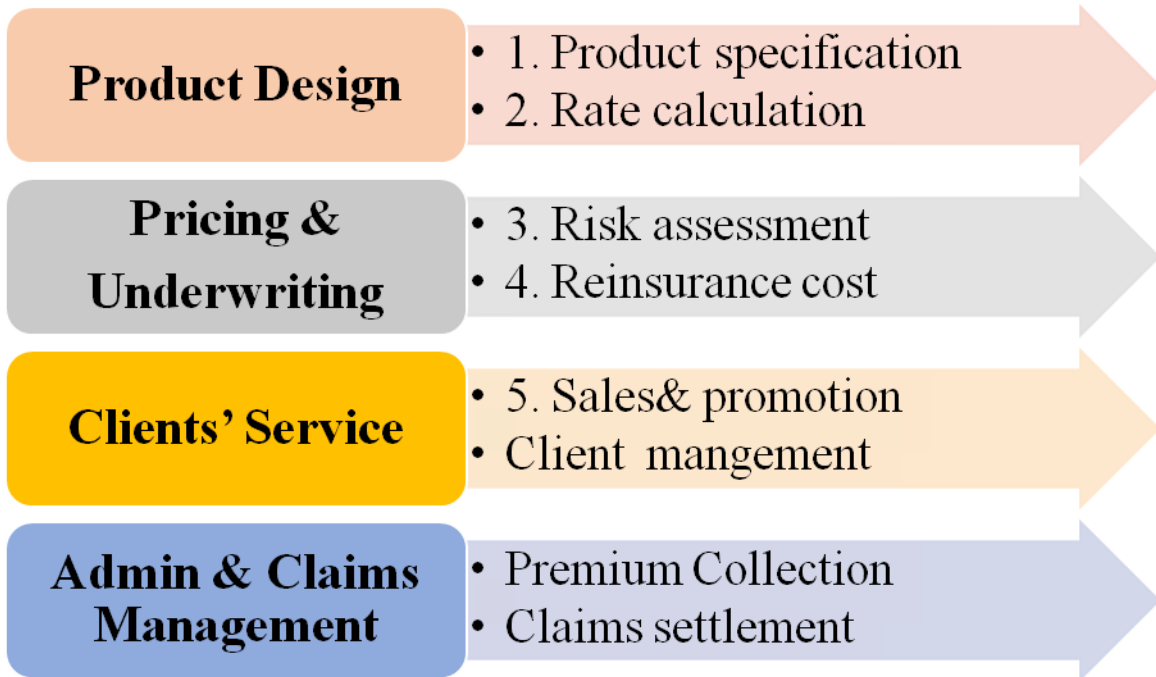 Product Design
• 1. Product specification
• 2. Rate calculation
Pricing &
Underwriting
• 3. Risk assessment
• 4. Reinsurance cost
Clients’ Service
• 5. Sales& promotion
• Client mangement
Admin & Claims
Management
• Premium Collection
• Claims settlement